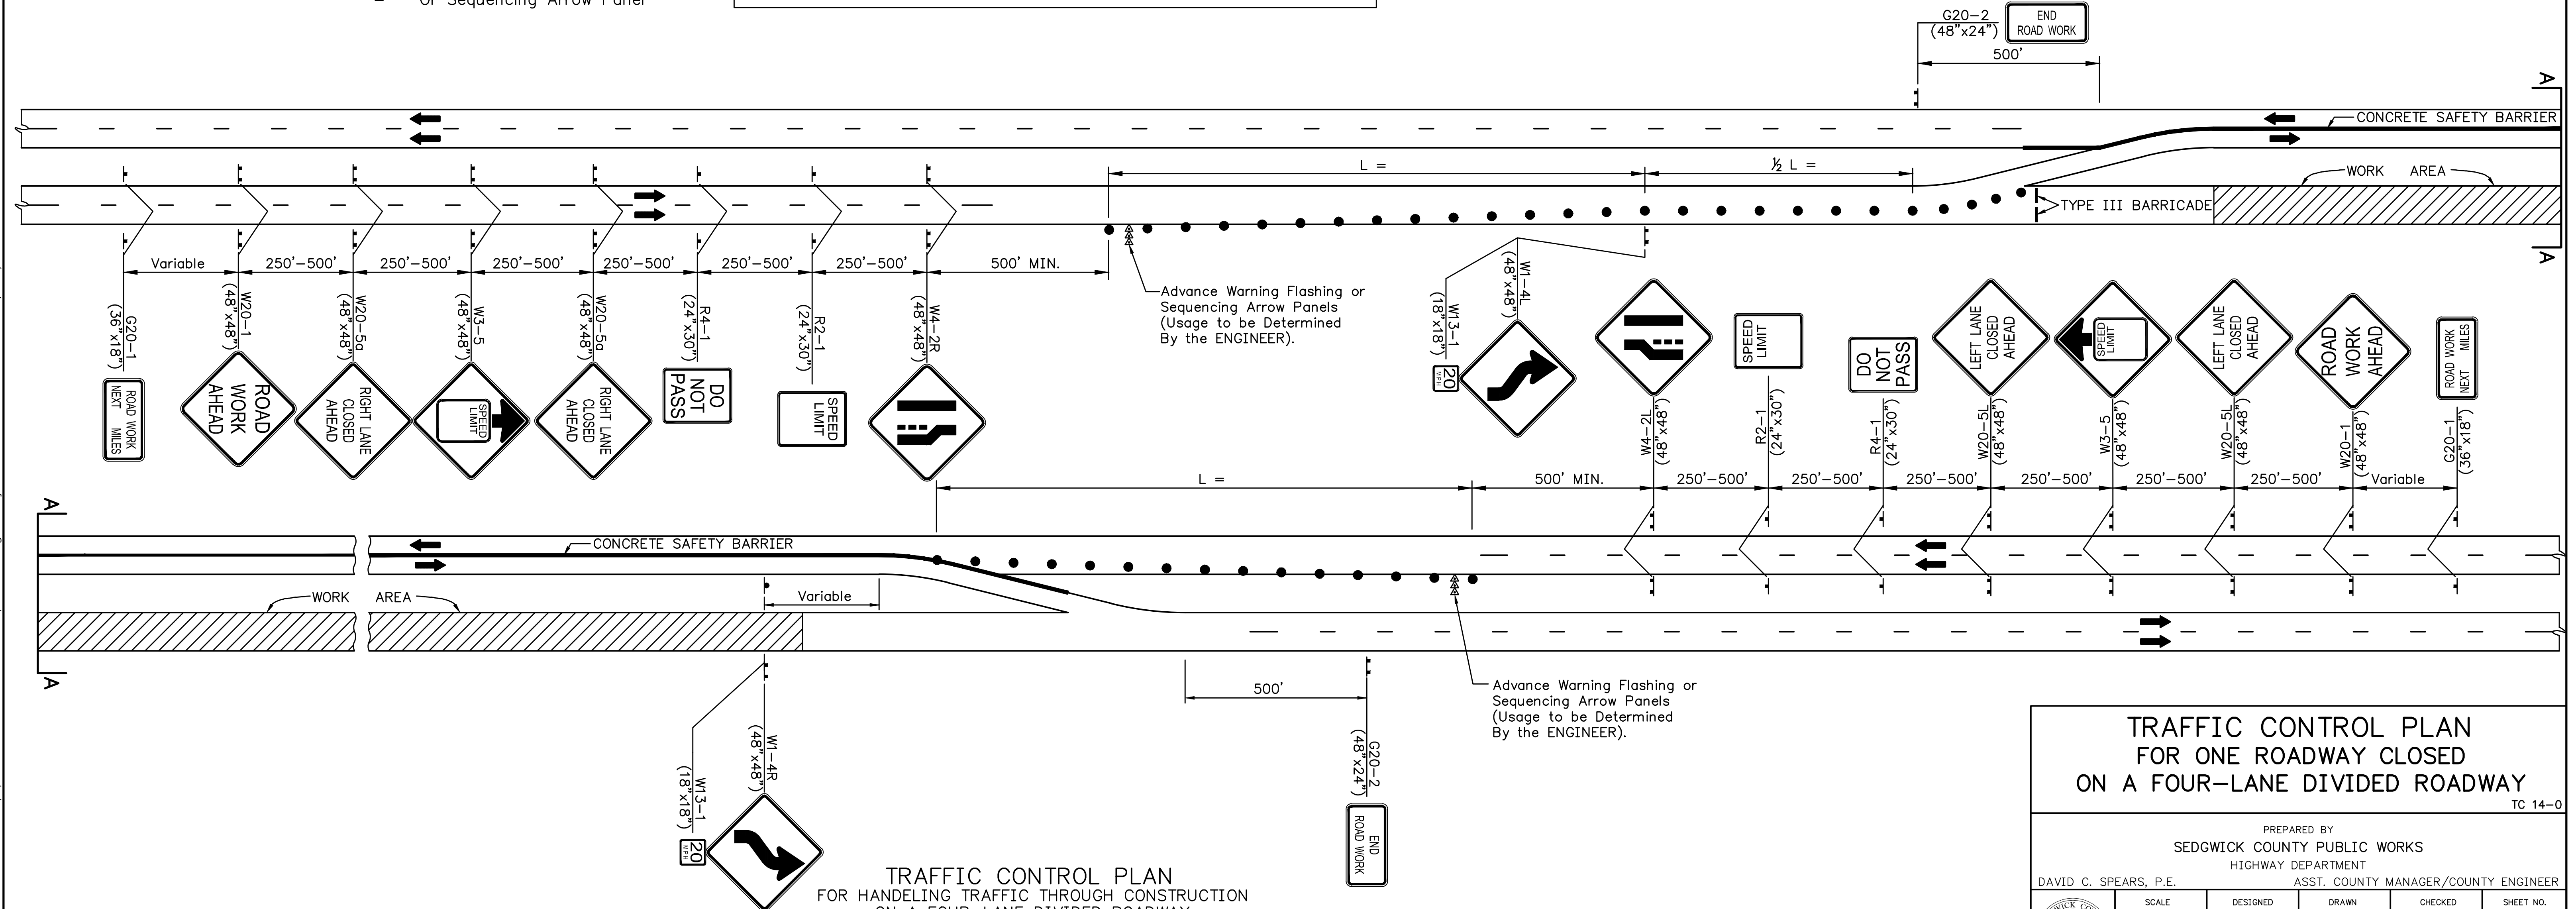 Or Sequencing Arrow Panel
G20-2
(48"x24")
END
ROAD WORK
500'
A
A
CONCRETE SAFETY BARRIER
L =
½ L =
WORK AREA
TYPE III BARRICADE
Variable
250'-500'
250'-500'
250'-500'
250'-500'
250'-500'
250'-500'
500' MIN.
G20-1
(36"x18")
W20-1
(48"x48")
W20-5a
(48"x48")
W3-5
(48"x48")
W20-5a
(48"x48")
R4-1
(24"x30")
R2-1
(24"x30")
W4-2R
(48"x48")
Advance Warning Flashing or
Sequencing Arrow Panels
(Usage to be Determined
By the ENGINEER).
W13-1
(18"x18")
W1-4L
(48"x48")
ROAD WORK
NEXT MILES
ROAD
WORK
AHEAD
RIGHT LANE
CLOSED
AHEAD
SPEED
LIMIT
RIGHT LANE
CLOSED
AHEAD
DO
NOT
PASS
SPEED
LIMIT
20
MPH
SPEED
LIMIT
DO
NOT
PASS
LEFT LANE
CLOSED
AHEAD
SPEED
LIMIT
LEFT LANE
CLOSED
AHEAD
ROAD
WORK
AHEAD
ROAD WORK
NEXT MILES
W4-2L
(48"x48")
R2-1
(24"x30")
R4-1
(24"x30")
W20-5L
(48"x48")
W3-5
(48"x48")
W20-5L
(48"x48")
W20-1
(48"x48")
G20-1
(36"x18")
L =
500' MIN.
250'-500'
250'-500'
250'-500'
250'-500'
250'-500'
250'-500'
Variable
A
A
CONCRETE SAFETY BARRIER
WORK AREA
Variable
500'
Advance Warning Flashing or
Sequencing Arrow Panels
(Usage to be Determined
By the ENGINEER).
W13-1
(18"x18")
W1-4R
(48"x48")
20
MPH
G20-2
(48"x24")
END
ROAD WORK
TRAFFIC CONTROL PLAN
FOR HANDELING TRAFFIC THROUGH CONSTRUCTION
ON A FOUR-LANE DIVIDED ROADWAY
TRAFFIC CONTROL PLAN
FOR ONE ROADWAY CLOSED
ON A FOUR-LANE DIVIDED ROADWAY
TC 14-0
PREPARED BY
SEDGWICK COUNTY PUBLIC WORKS
HIGHWAY DEPARTMENT
DAVID C. SPEARS, P.E. ASST. COUNTY MANAGER/COUNTY ENGINEER
SCALE DESIGNED DRAWN CHECKED SHEET NO.